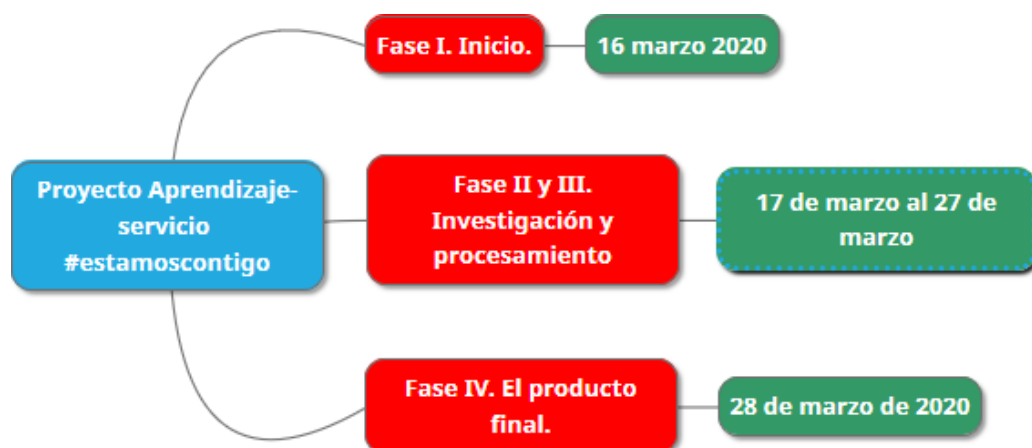 Fase I. Inicio.
16 marzo 2020
Proyecto Aprendizaje-
servicio
#estamoscontigo
Fase II y III.
Investigación y
procesamiento
17 de marzo al 27 de
marzo
Fase IV. El producto
final.
28 de marzo de 2020